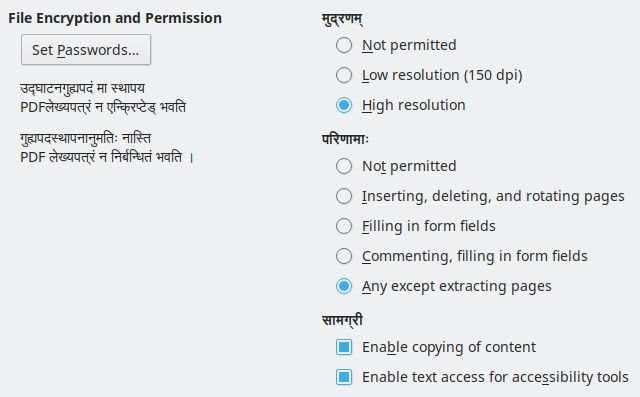 File Encryption and Permission
Set Passwords...
उद्घाटनगुह्यपदं मा स्थापय
PDFलेख्यपत्रं न एन्क्रिप्टेड् भवति
गुह्यपदस्थापनानुमतिः नास्ति
PDF लेख्यपत्रं न निर्बन्धितं भवति ।
मुद्रणम्
Not permitted
Low resolution (150 dpi)
High resolution
परिणामाः
Not permitted
Inserting, deleting, and rotating pages
Filling in form fields
Commenting, filling in form fields
Any except extracting pages
सामग्री
Enable copying of content
Enable text access for accessibility tools